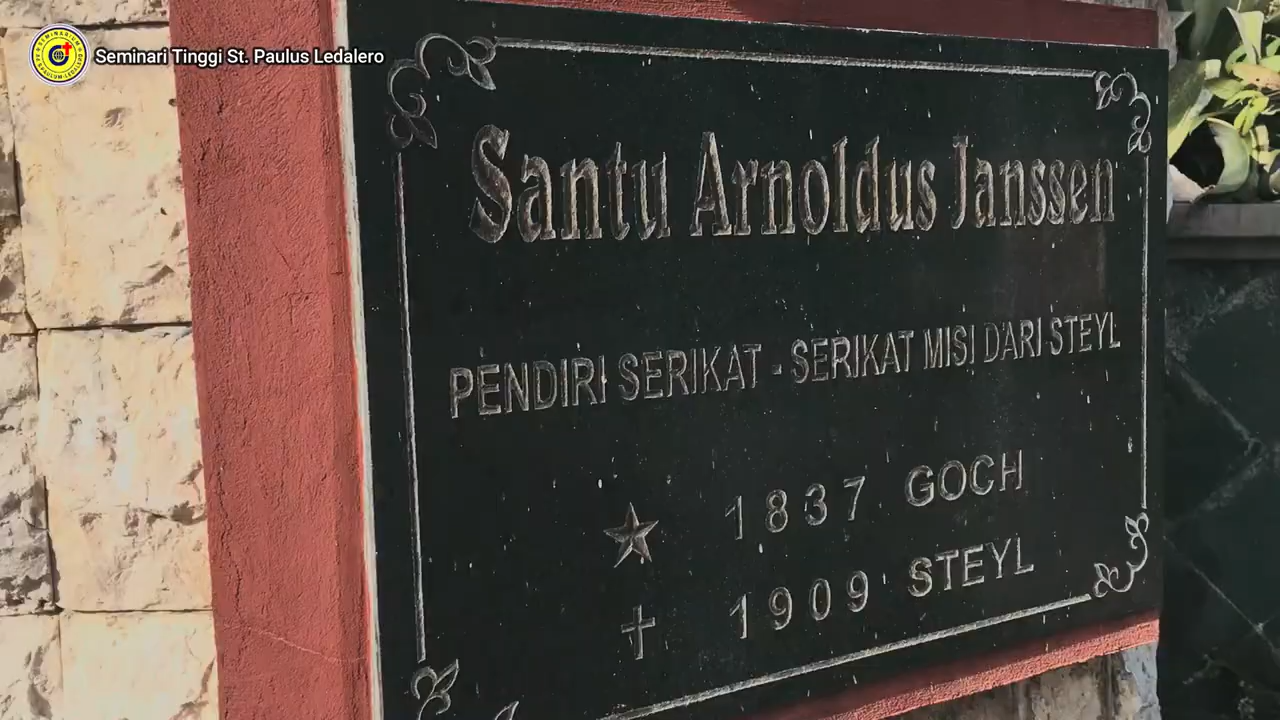 Seminari Tinggi St. Paulus Ledalero
Santu Arnoldus Janssen
PENDIRI SERIKAT - SERIKAT MISI DARI STEYL
1837 GOCH
1909 STEYL